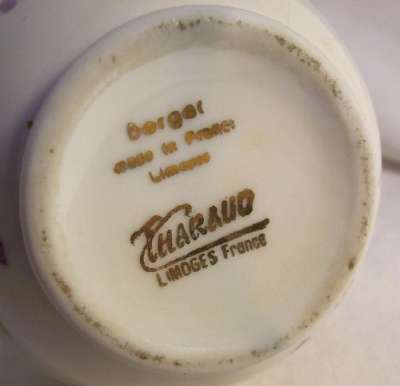 Berger
made in France
Limoges
CHARAUD
LIMOGES France